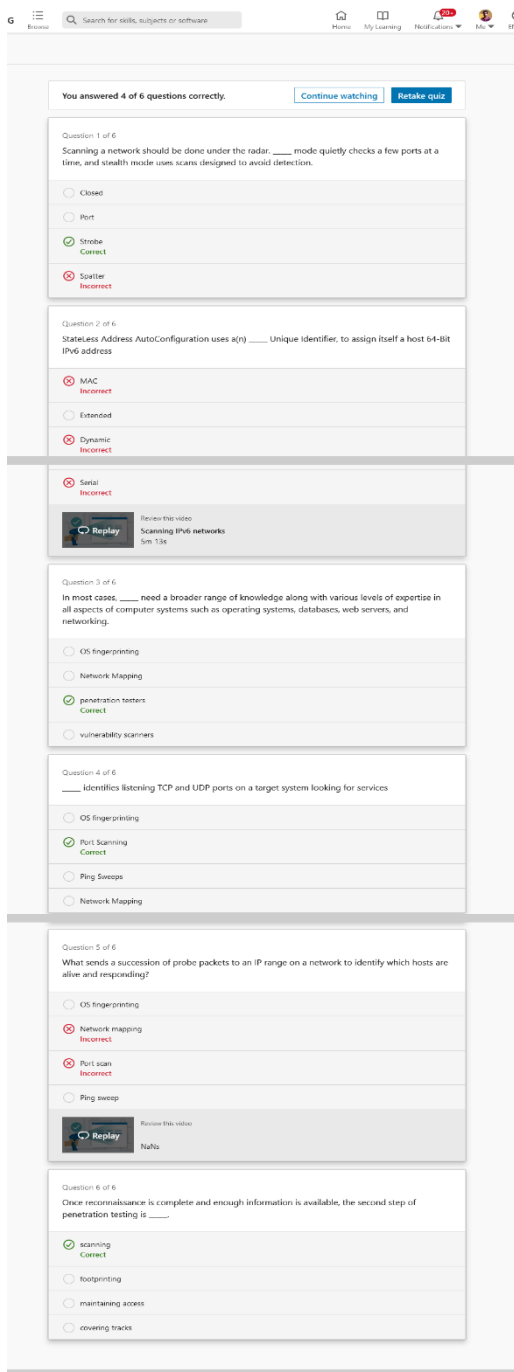 G
Browse
Search for skills, subjects or software
Home
My Learning
20+
Notifications
Me
You answered 4 of 6 questions correctly.
Continue watching
Retake quiz
Question 1 of 6
Scanning a network should be done under the radar. ____ mode quietly checks a few ports at a
time, and stealth mode uses scans designed to avoid detection.
Closed
Port
Strobe
Correct
Spatter
Incorrect
Question 2 of 6
StateLess Address AutoConfiguration uses a(n) ____ Unique Identifier, to assign itself a host 64-Bit
IPv6 address
MAC
Incorrect
Extended
Dynamic
Incorrect
Serial
Incorrect
Replay
Review this video
Scanning IPv6 networks
5m 13s
Question 3 of 6
In most cases, ____ need a broader range of knowledge along with various levels of expertise in
all aspects of computer systems such as operating systems, databases, web servers, and
networking.
OS fingerprinting
Network Mapping
penetration testers
Correct
vulnerability scanners
Question 4 of 6
____ identifies listening TCP and UDP ports on a target system looking for services
OS fingerprinting
Port Scanning
Correct
Ping Sweeps
Network Mapping
Question 5 of 6
What sends a succession of probe packets to an IP range on a network to identify which hosts are
alive and responding?
OS fingerprinting
Network mapping
Incorrect
Port scan
Incorrect
Ping sweep
Replay
Review this video
NaNs
Question 6 of 6
Once reconnaissance is complete and enough information is available, the second step of
penetration testing is ____.
scanning
Correct
footprinting
maintaining access
covering tracks